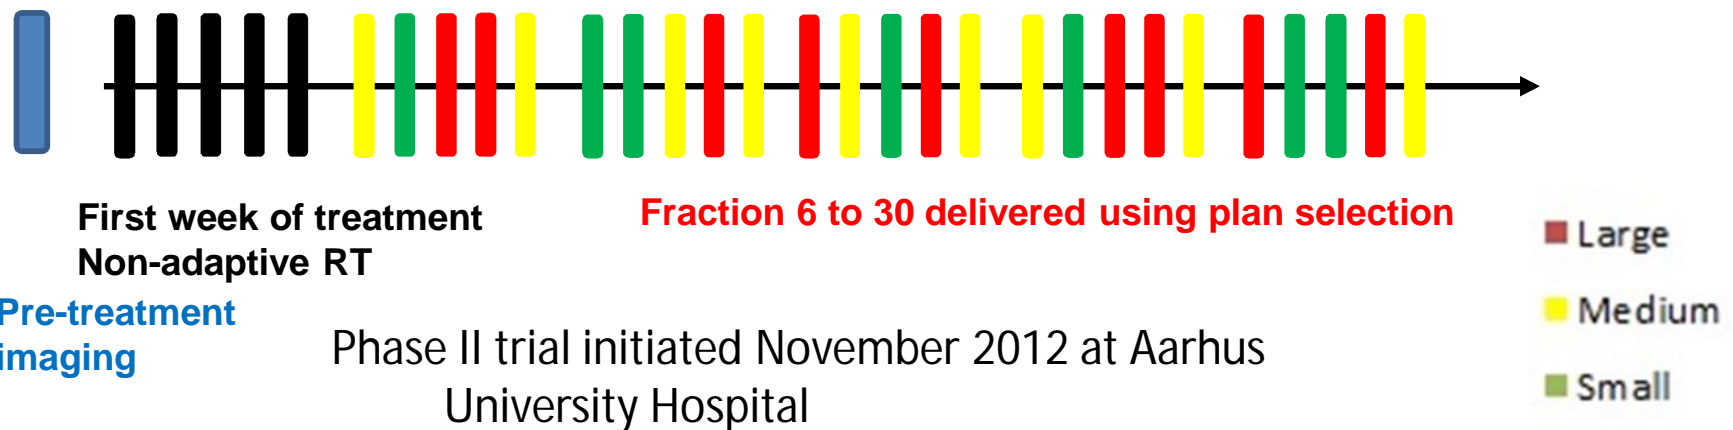 First week of treatment
Non-adaptive RT
Fraction 6 to 30 delivered using plan selection
Pre-treatment
imaging
Phase II trial initiated November 2012 at Aarhus
University Hospital
Large
Medium
Small